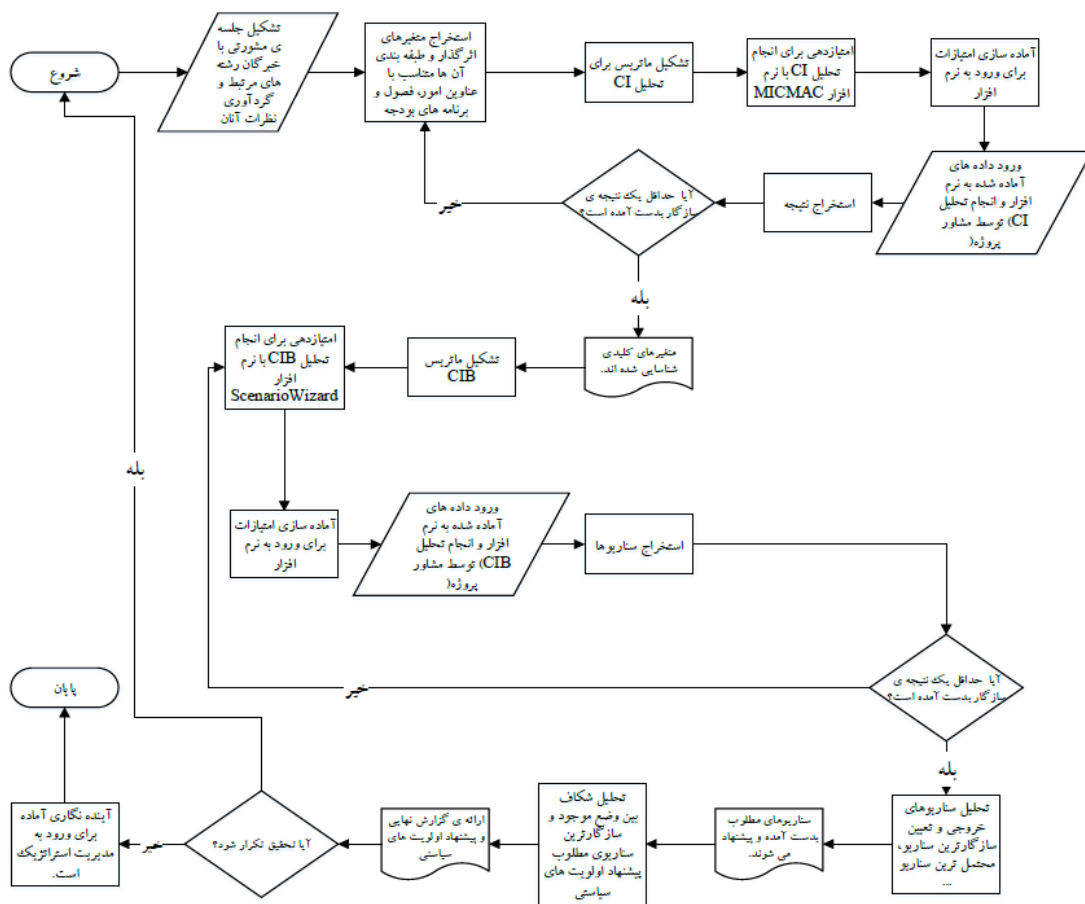 شروع
تشکیل جلسه
ی مشورتی با
خبرگان رشته
های مرتبط و
گردآوری
نظرات آنان
استخراج متغیرهای
اثرگذار و طبقه بندی
آن ها متناسب با
عناوین امور، فصول و
برنامه های بودجه
تشکیل ماتریس برای
تحلیل CI
امتیازدهی برای انجام
تحلیل CI با نرم
افزار MICMAC
آماده سازی امتیازات
برای ورود به نرم
افزار
ورود داده های
آماده شده به نرم
افزار و انجام تحلیل
CI) توسط مشاور
پروژه(
استخراج نتیجه
آیا حداقل یک نتیجه ی
سازگار بدست آمده است؟
خیر
بله
متغیرهای کلیدی
شناسایی شده اند.
تشکیل ماتریس
CIB
امتیازدهی برای انجام
تحلیل CIB با نرم
افزار
ScenarioWizard
آماده سازی امتیازات
برای ورود به نرم
افزار
ورود داده های
آماده شده به نرم
افزار و انجام تحلیل
CIB) توسط مشاور
پروژه(
استخراج سناریوها
آیا حداقل یک نتیجه ی
سازگار بدست آمده است؟
خیر
بله
تحلیل سناریوهای
خروجی و تعیین
سازگارترین سناریو،
محتمل ترین سناریو
...
سناریوهای مطلوب
بدست آمده و پیشنهاد
می شوند.
تحلیل شکاف
بین وضع موجود و
سازگارترین
سناریوی مطلوب
پیشنهاد اولویت های
سیاستی
ارائه ی گزارش نهایی
و پیشنهاد اولویت های
سیاستی
آیا تحقیق تکرار شود؟
بله
خیر
آینده نگاری آماده
برای ورود به
مدیریت استراتژیک
است.
پایان